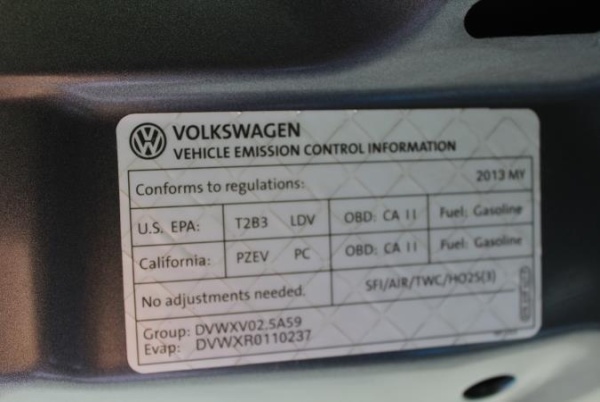 VOLKSWAGEN
VEHICLE EMISSION CONTROL INFORMATION
Conforms to regulations: 2013 MY
U.S. EPA: T2B3 LDV OBD: CA II Fuel: Gasoline
California: PZEV PC OBD: CA II Fuel: Gasoline
No adjustments needed. SFI/AIR/TWC/HO2S(3)
Group: DVWXV02.5A59
Evap: DVWXR0110237